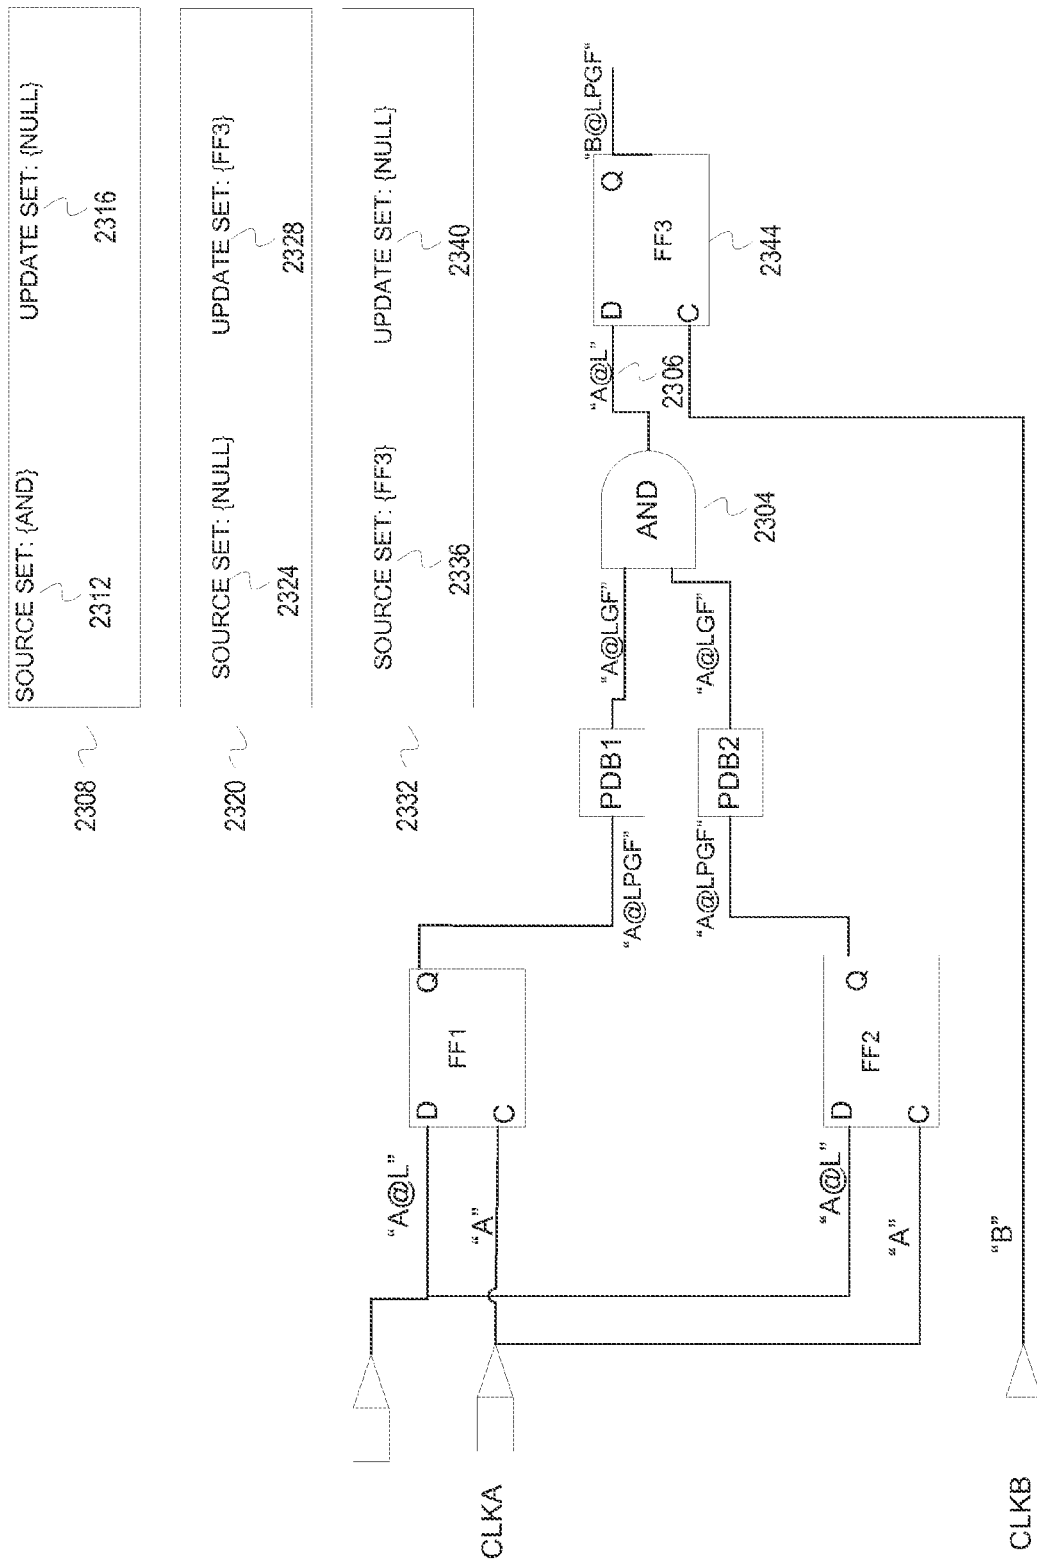 SOURCE SET: {AND}
UPDATE SET: {NULL}
2308
2312
2316
SOURCE SET: {NULL}
UPDATE SET: {FF3}
2320
2324
2328
SOURCE SET: {FF3}
UPDATE SET: {NULL}
2332
2336
2340
CLKA
CLKB
"A@L"
"A"
D
C
Q
FF1
"A@L"
"A"
D
C
Q
FF2
"B"
"A@LPGF"
PDB1
"A@LGF"
"A@LPGF"
PDB2
"A@LGF"
AND
2304
"A@L"
2306
D
C
Q
FF3
2344
"B@LPGF"